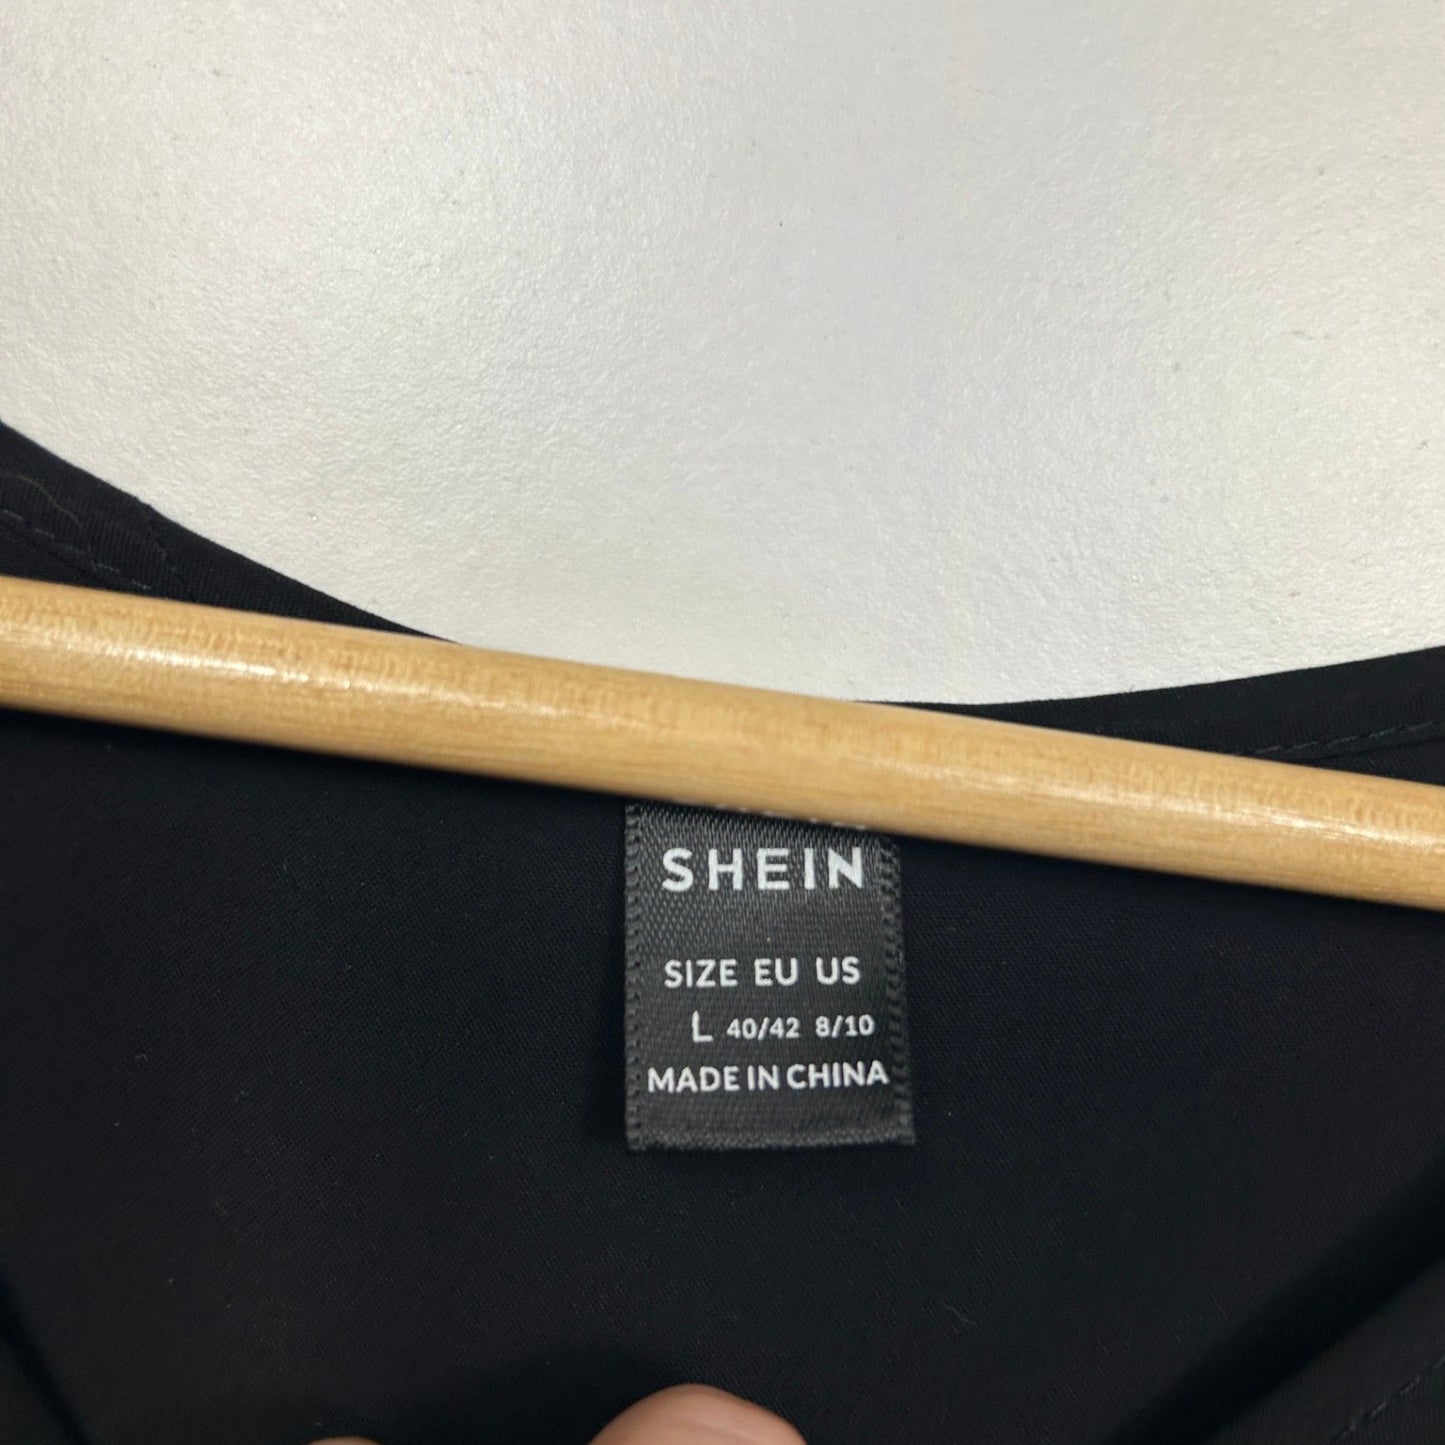 SHEIN
SIZE EU US
L 40/42 8/10
MADE IN CHINA